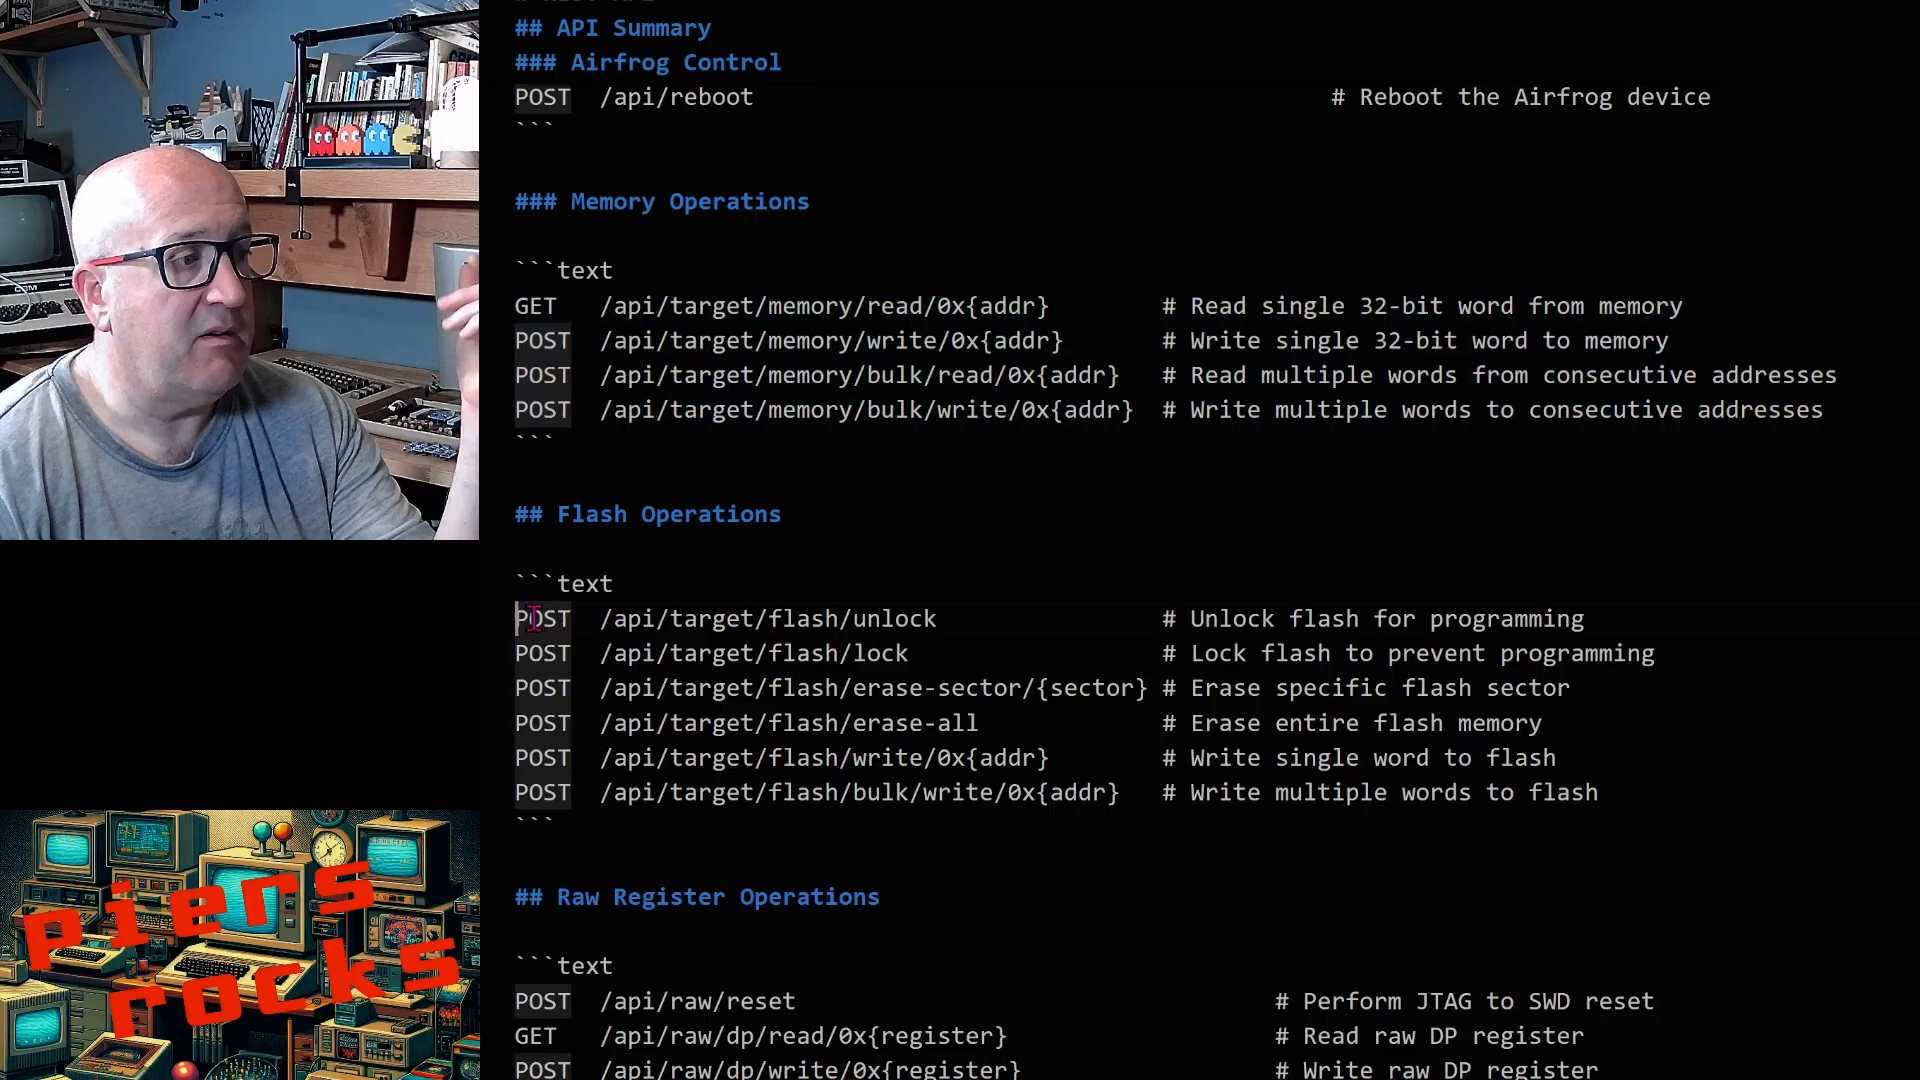 ## API Summary
### Airfrog Control
POST /api/reboot # Reboot the Airfrog device
```
### Memory Operations
```text
GET /api/target/memory/read/0x{addr} # Read single 32-bit word from memory
POST /api/target/memory/write/0x{addr} # Write single 32-bit word to memory
POST /api/target/memory/bulk/read/0x{addr} # Read multiple words from consecutive addresses
POST /api/target/memory/bulk/write/0x{addr} # Write multiple words to consecutive addresses
```
## Flash Operations
```text
POST /api/target/flash/unlock # Unlock flash for programming
POST /api/target/flash/lock # Lock flash to prevent programming
POST /api/target/flash/erase-sector/{sector} # Erase specific flash sector
POST /api/target/flash/erase-all # Erase entire flash memory
POST /api/target/flash/write/0x{addr} # Write single word to flash
POST /api/target/flash/bulk/write/0x{addr} # Write multiple words to flash
```
## Raw Register Operations
```text
POST /api/raw/reset # Perform JTAG to SWD reset
GET /api/raw/dp/read/0x{register} # Read raw DP register
POST /api/raw/dp/write/0x{register} # Write raw DP register
piers
rocks